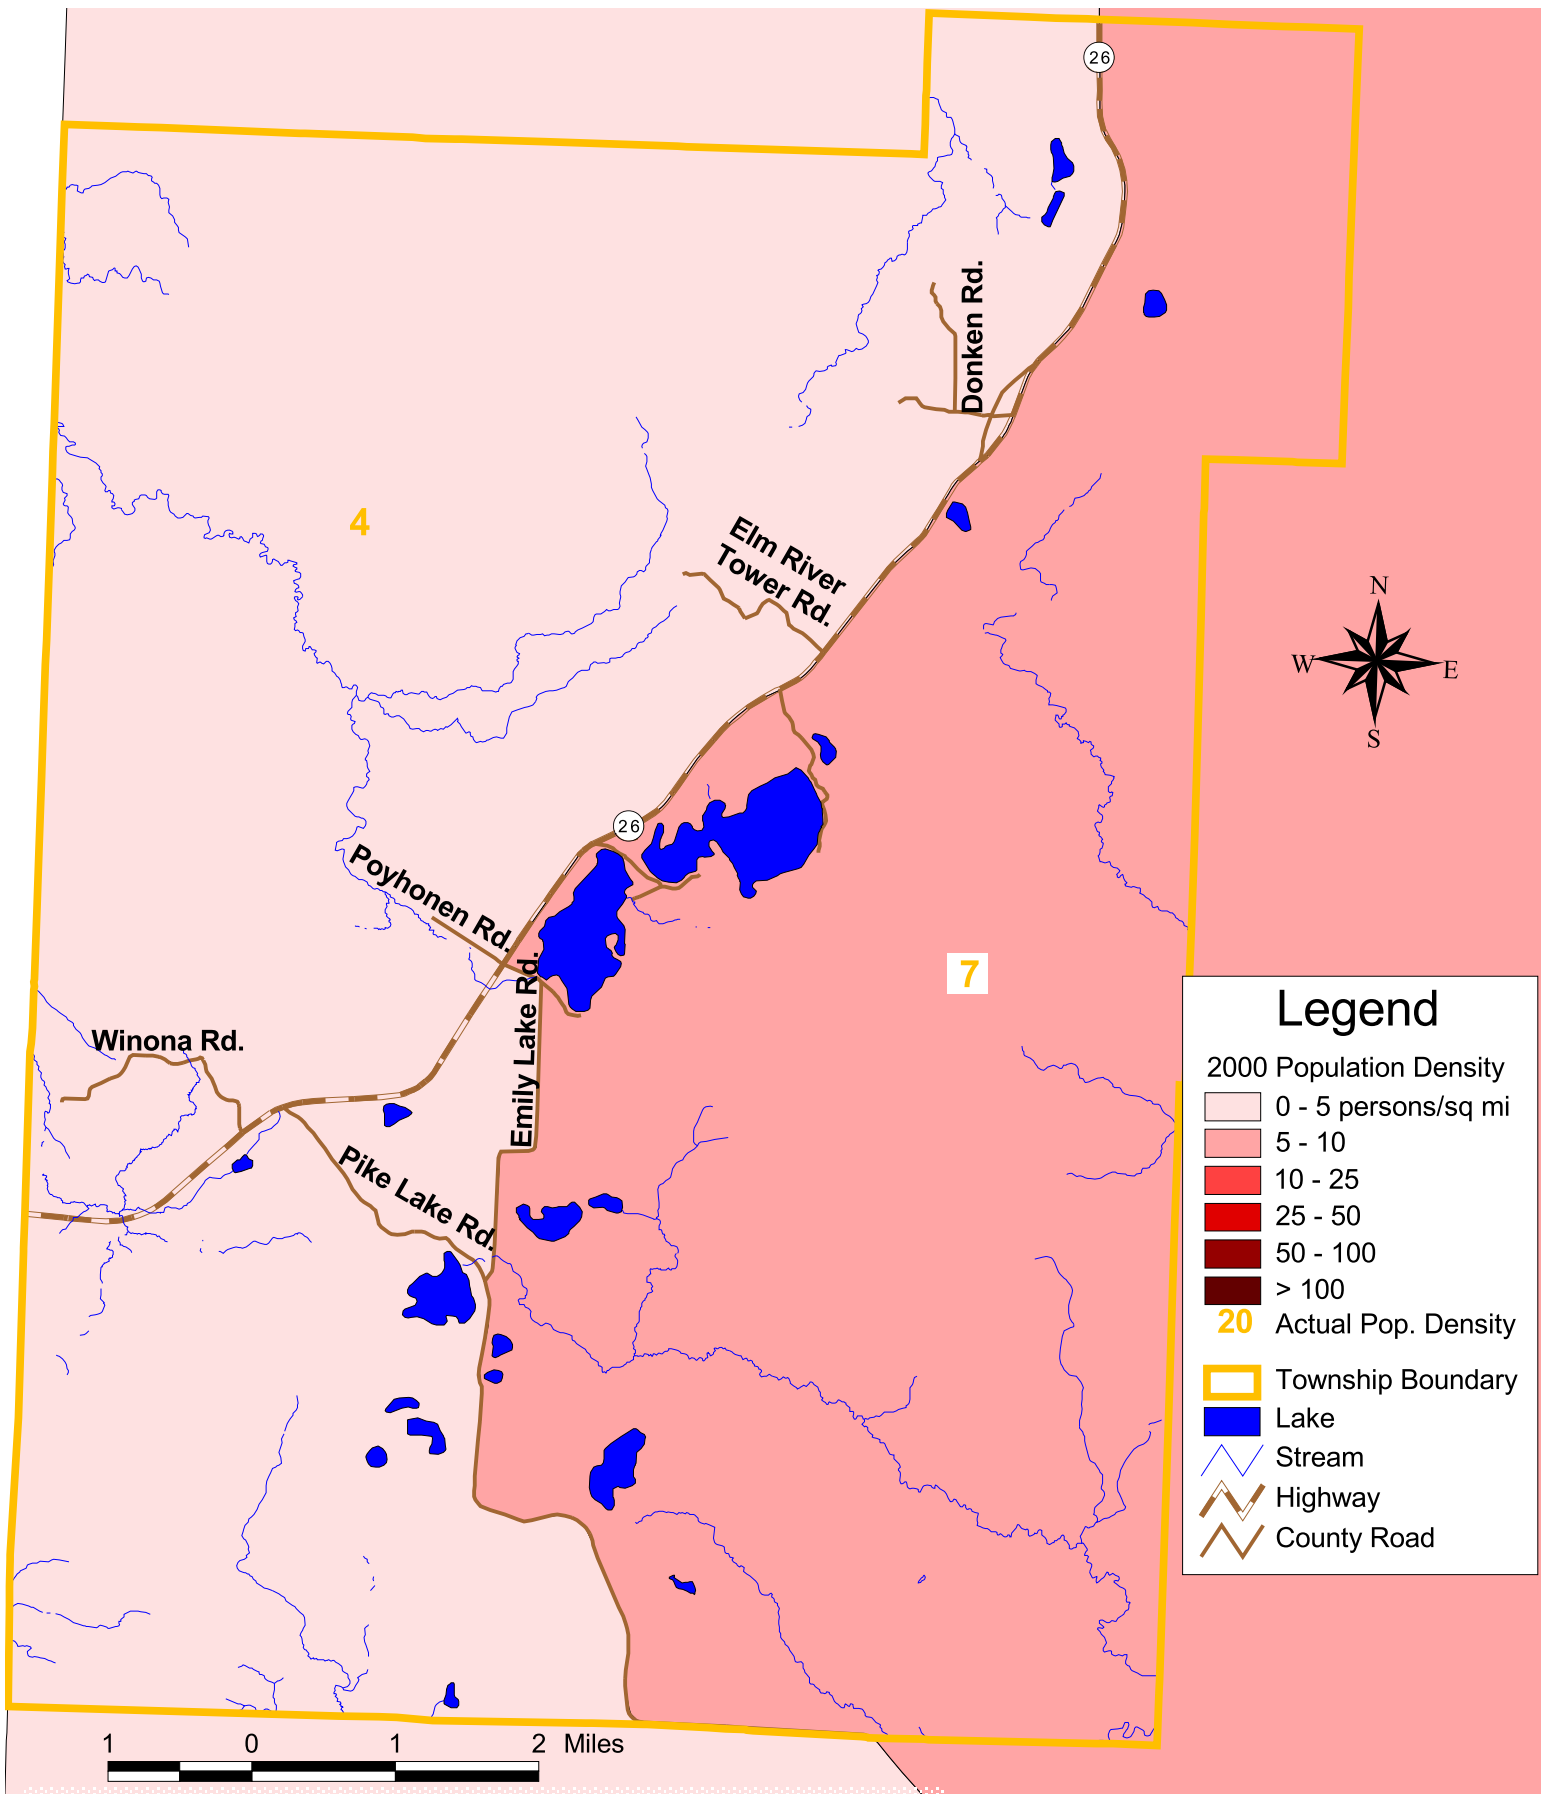 26
Donken Rd.
4
Elm River
Tower Rd.
N
W
E
S
26
Poyhonen Rd.
7
Emily Lake Rd.
Winona Rd.
Pike Lake Rd.
Legend
2000 Population Density
0 - 5 persons/sq mi
5 - 10
10 - 25
25 - 50
50 - 100
> 100
20 Actual Pop. Density
Township Boundary
Lake
Stream
Highway
County Road
1 0 1 2 Miles